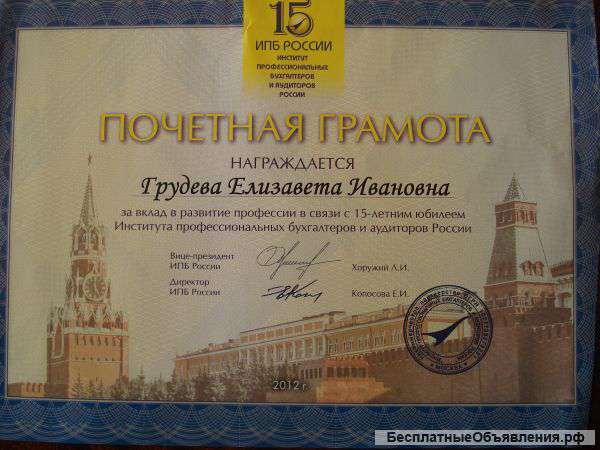 15
ИПБ РОССИИ
ИНСТИТУТ
ПРОФЕССИОНАЛЬНЫХ
БУХГАЛТЕРОВ
И АУДИТОРОВ
РОССИИ
ПОЧЕТНАЯ ГРАМОТА
НАГРАЖДАЕТСЯ
Грудева Елизавета Ивановна
за вклад в развитие профессии в связи с 15-летним юбилеем
Института профессиональных бухгалтеров и аудиторов России
Вице-президент
ИПБ России
Хоружий Л.И.
Директор
ИПБ России
Копосова Е.И.
МОСКВА
2012 г.
БесплатныеОбъявления.рф